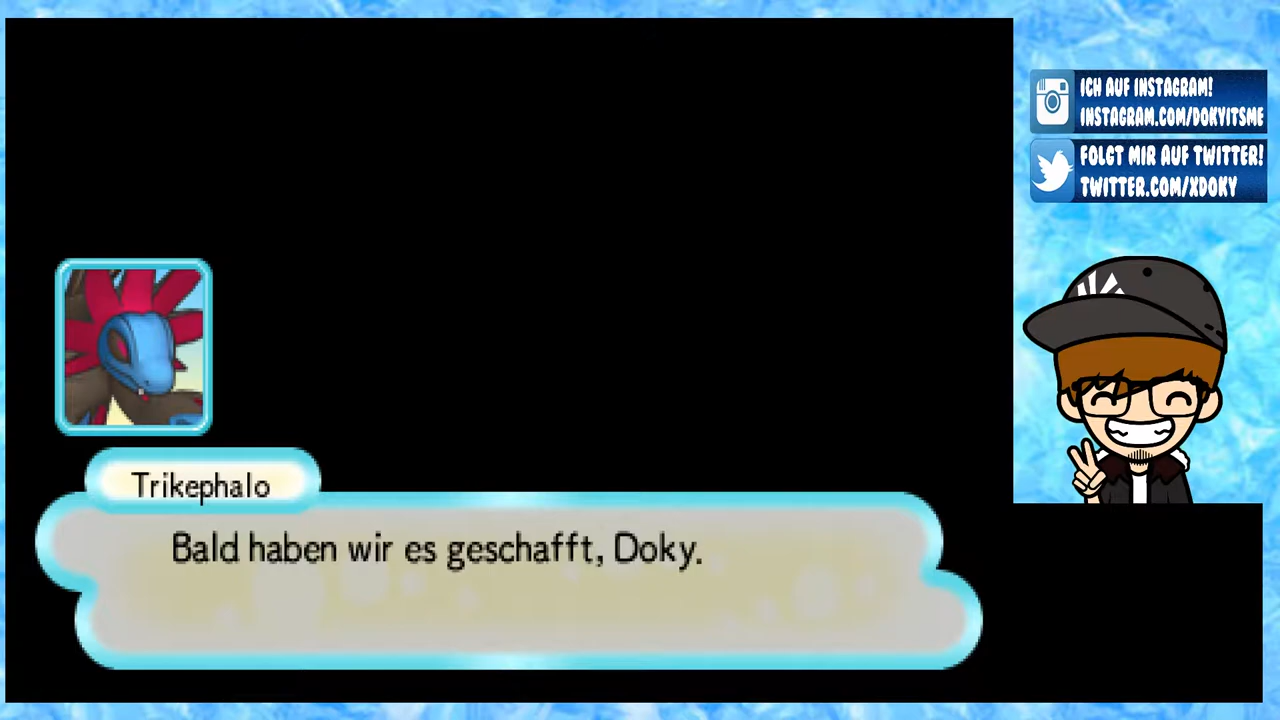 ICH AUF INSTAGRAM!
INSTAGRAM.COM/DOKYITSME
FOLGT MIR AUF TWITTER!
TWITTER.COM/XDOKY
Trikephalo
Bald haben wir es geschafft, Doky.